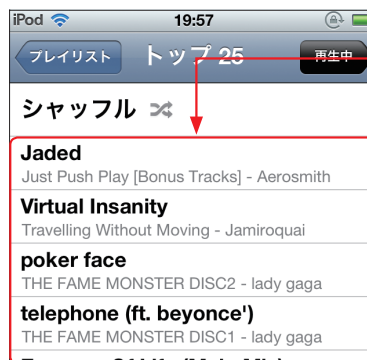 iPod 19:57
プレイリスト トップ 25 再生中
シャッフル
Jaded
Just Push Play [Bonus Tracks] - Aerosmith
Virtual Insanity
Travelling Without Moving - Jamiroquai
poker face
THE FAME MONSTER DISC2 - lady gaga
telephone (ft. beyonce')
THE FAME MONSTER DISC1 - lady gaga